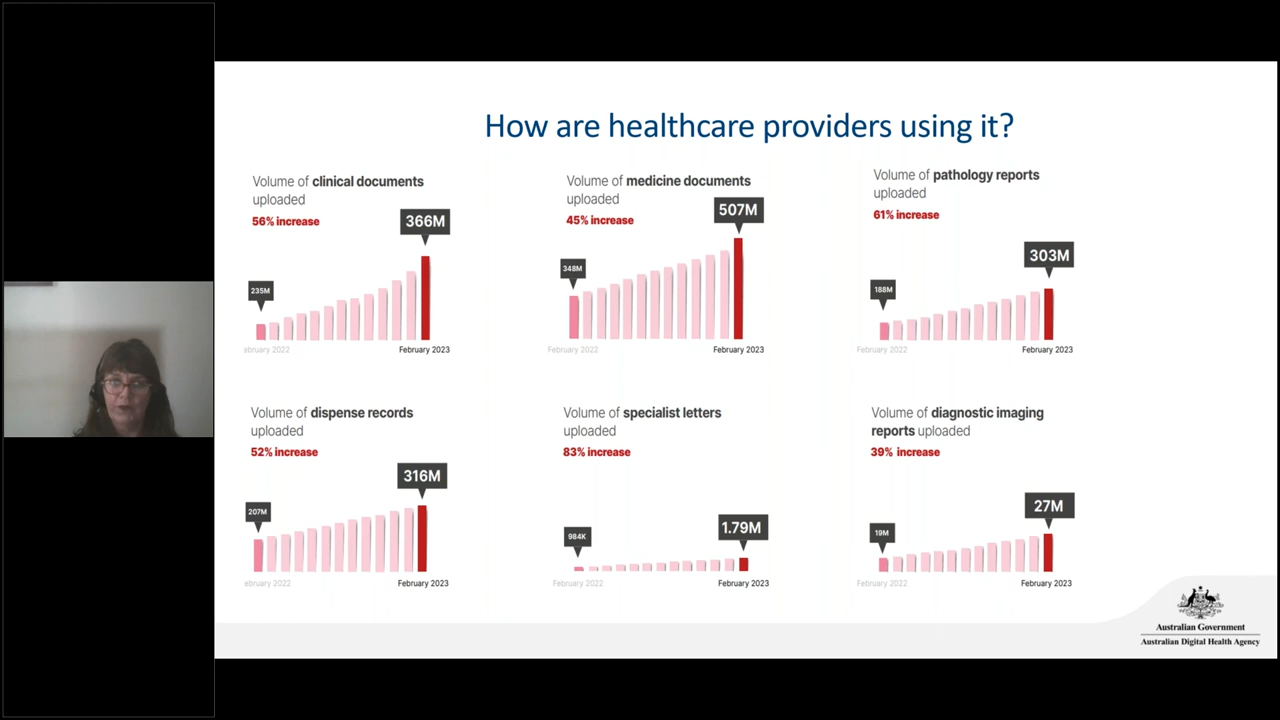 How are healthcare providers using it?
Volume of clinical documents
uploaded
56% increase
366M
235M
ebruary 2022
February 2023
Volume of medicine documents
uploaded
45% increase
507M
348M
February 2022
February 2023
Volume of pathology reports
uploaded
61% increase
303M
188M
February 2022
February 2023
Volume of dispense records
uploaded
52% increase
316M
207M
ebruary 2022
February 2023
Volume of specialist letters
uploaded
83% increase
1.79M
984K
February 2022
February 2023
Volume of diagnostic imaging
reports uploaded
39% increase
27M
19M
February 2022
February 2023
Australian Government
Australian Digital Health Agency